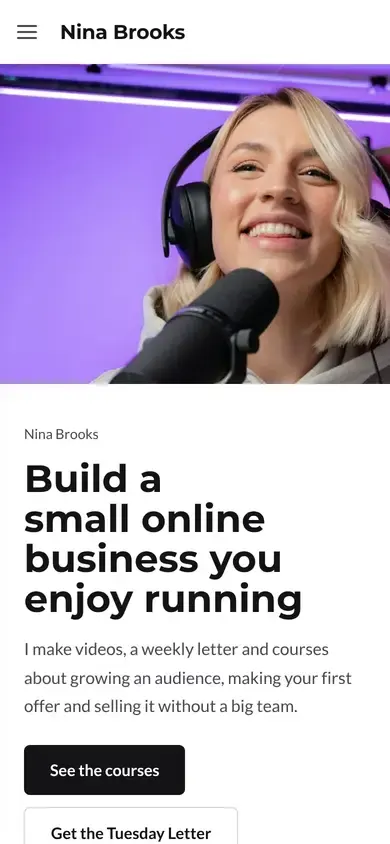 Nina Brooks
Nina Brooks
Build a
small online
business you
enjoy running
I make videos, a weekly letter and courses
about growing an audience, making your first
offer and selling it without a big team.
See the courses
Get the Tuesday Letter